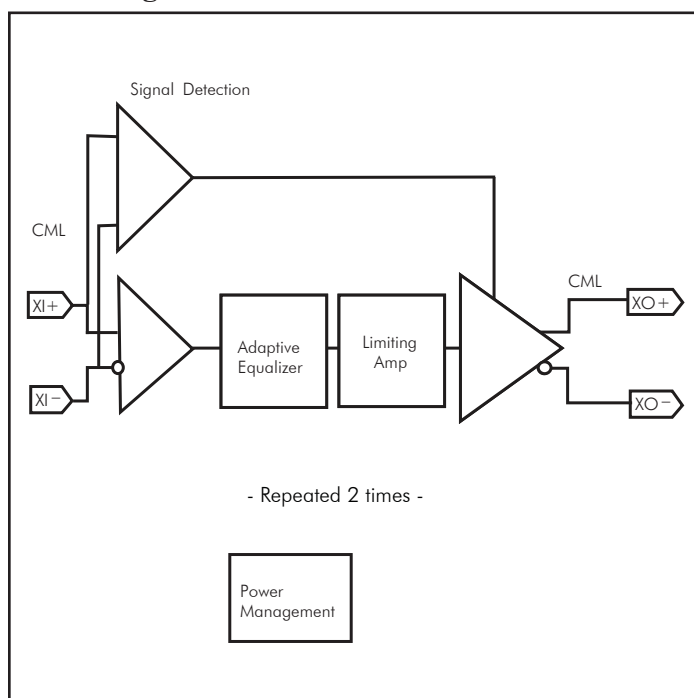 Signal Detection
CML
XI+
XI−
Adaptive
Equalizer
Limiting
Amp
CML
XO+
XO−
- Repeated 2 times -
Power
Management